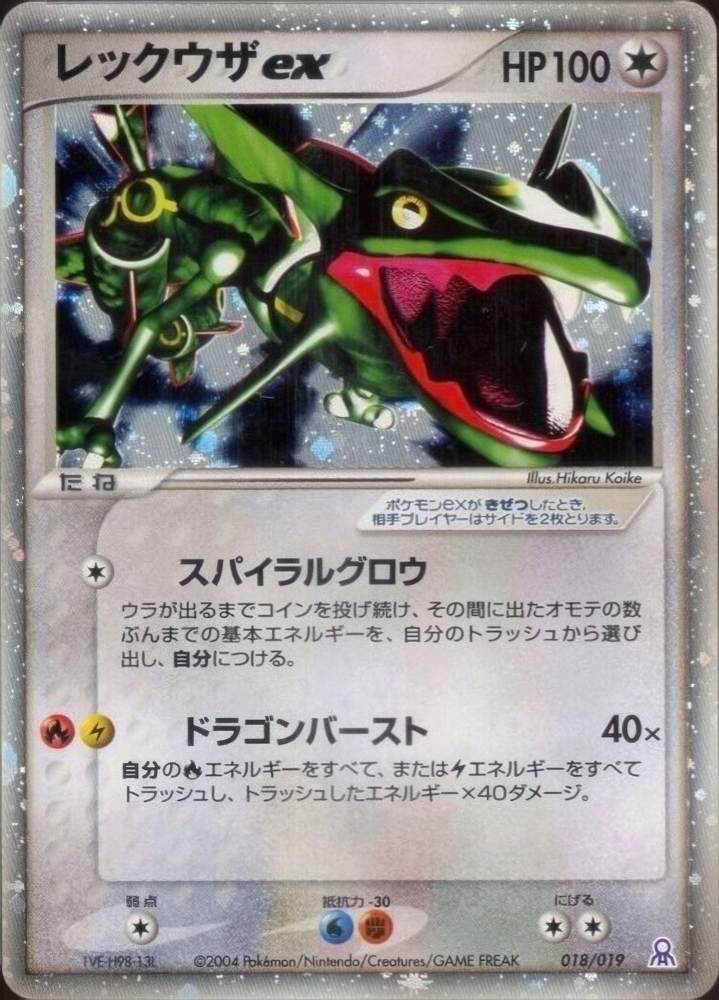 レックウザex HP100
たね
Illus.Hikaru Koike
ポケモンexが きぜつしたとき、
相手プレイヤーはサイドを2枚とります。
スパイラルグロウ
ウラが出るまでコインを投げ続け、その間に出たオモテの数
ぶんまでの基本エネルギーを、自分のトラッシュから選び
出し、自分につける。
ドラゴンバースト 40×
自分のエネルギーをすべて、またはエネルギーをすべて
トラッシュし、トラッシュしたエネルギー×40ダメージ。
弱点 抵抗力 -30 にげる
1VE-H98-13L ©2004 Pokémon/Nintendo/Creatures/GAME FREAK 018/019